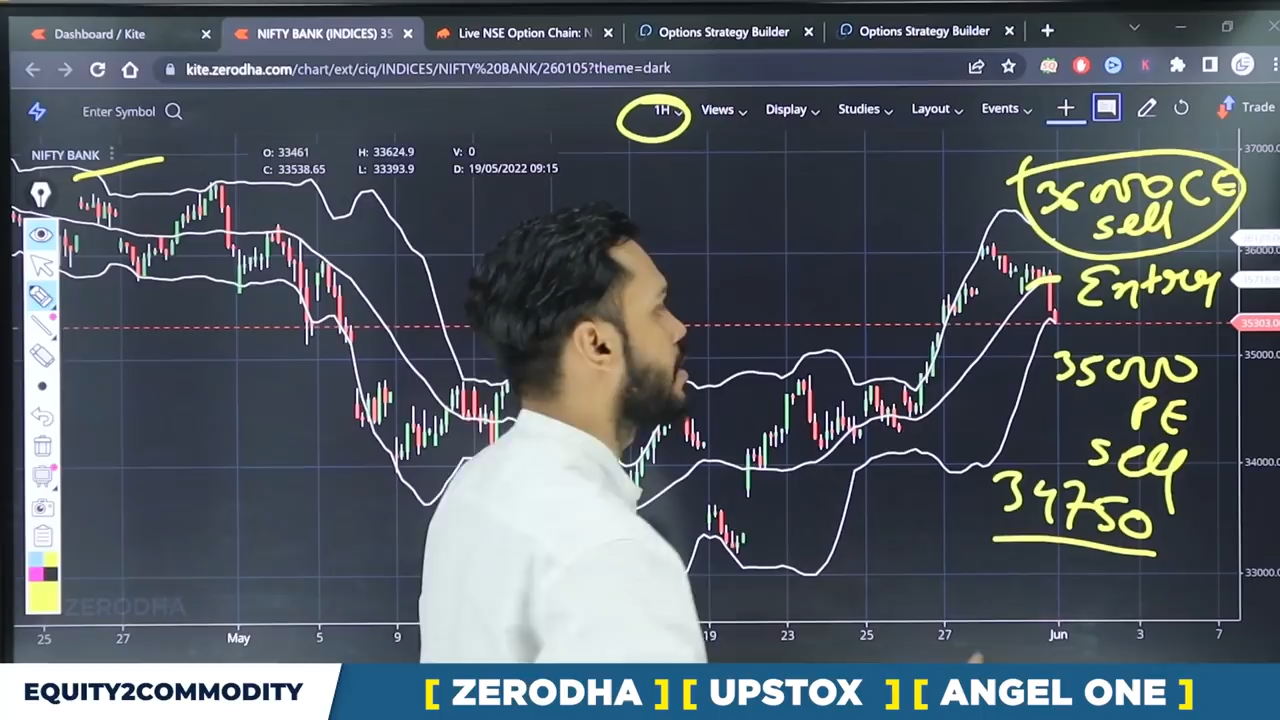 Dashboard / Kite
NIFTY BANK (INDICES) 35
Live NSE Option Chain: N
Options Strategy Builder
Options Strategy Builder
kite.zerodha.com/chart/ext/ciq/INDICES/NIFTY%20BANK/260105?theme=dark
Enter Symbol
1H
Views
Display
Studies
Layout
Events
Trade
NIFTY BANK
O: 33461
H: 33624.9
V: 0
C: 33538.65
L: 33393.9
D: 19/05/2022 09:15
37000.
36000 CE
sell
36000.
Entry
35303.0
35000.0
35000
PE
sell
34750
34000.0
33000.0
ZERODHA
25
27
May
5
9
19
23
25
27
Jun
3
7
EQUITY2COMMODITY
[ ZERODHA ] [ UPSTOX ] [ ANGEL ONE ]